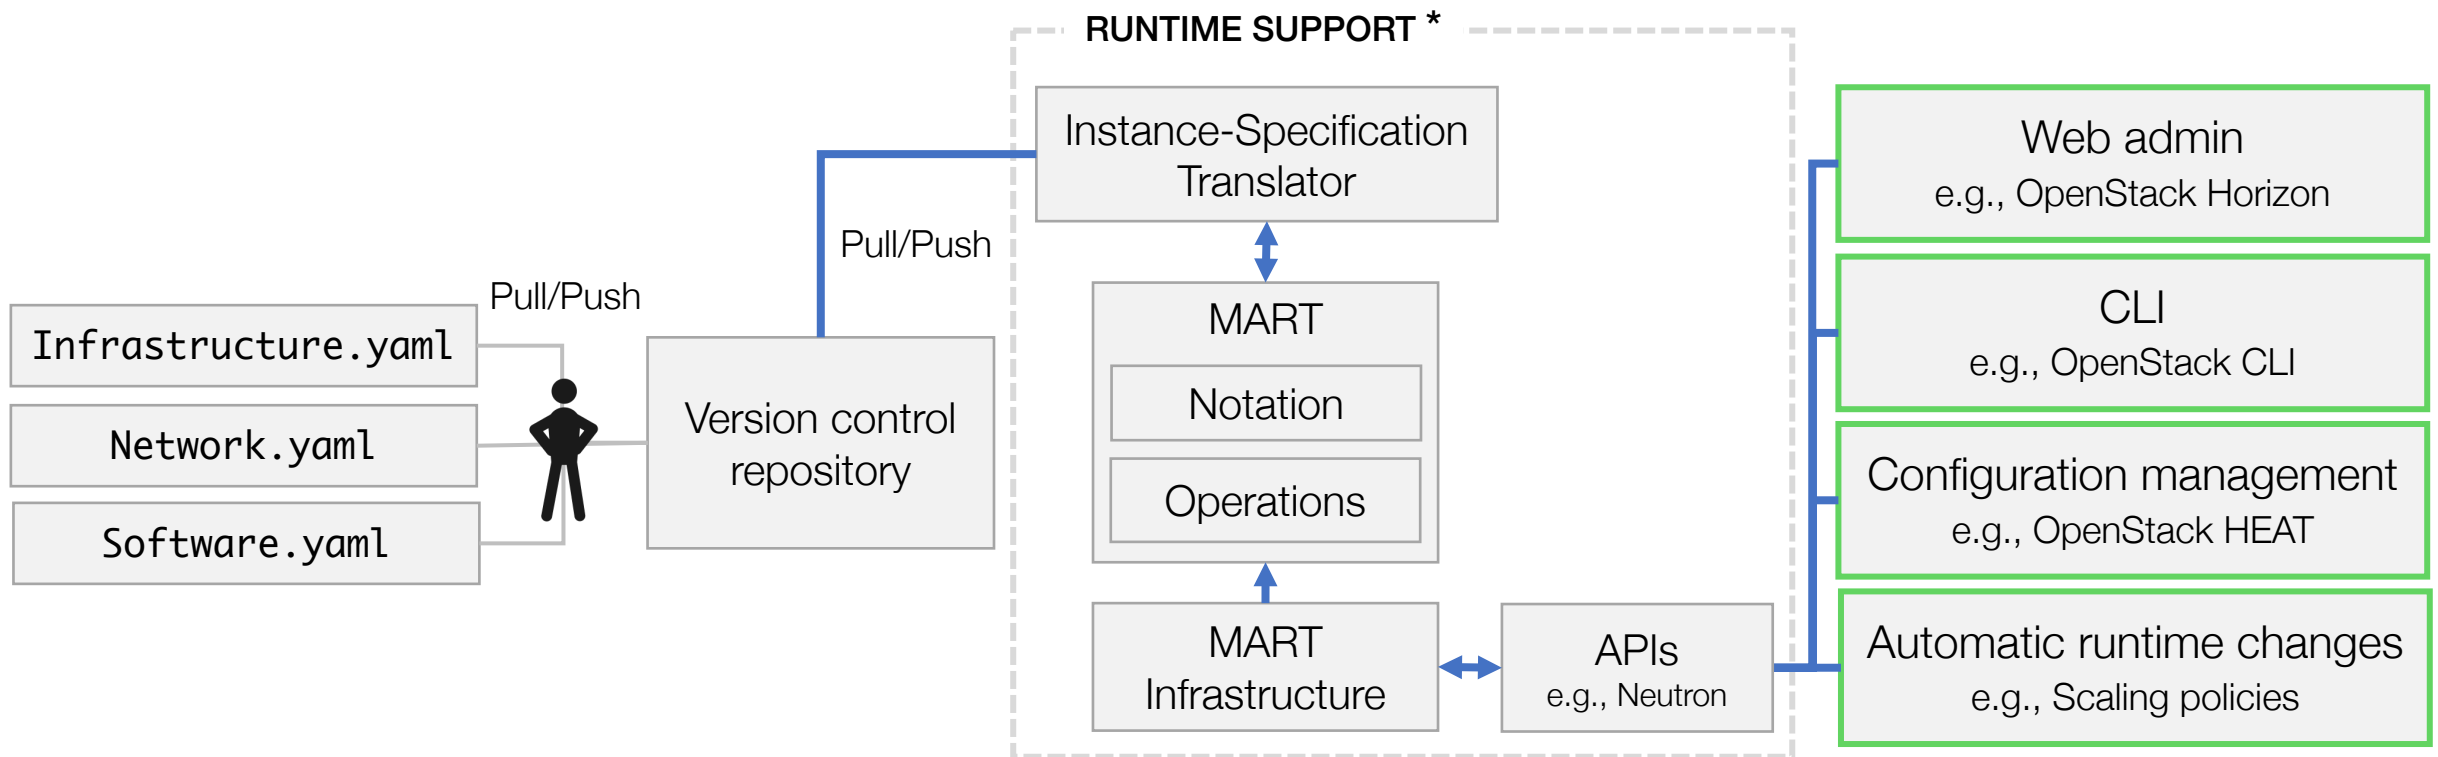 RUNTIME SUPPORT *
Instance-Specification
Translator
Pull/Push
Pull/Push
Infrastructure.yaml
Network.yaml
Software.yaml
Version control
repository
MART
Notation
Operations
MART
Infrastructure
APIs
e.g., Neutron
Web admin
e.g., OpenStack Horizon
CLI
e.g., OpenStack CLI
Configuration management
e.g., OpenStack HEAT
Automatic runtime changes
e.g., Scaling policies